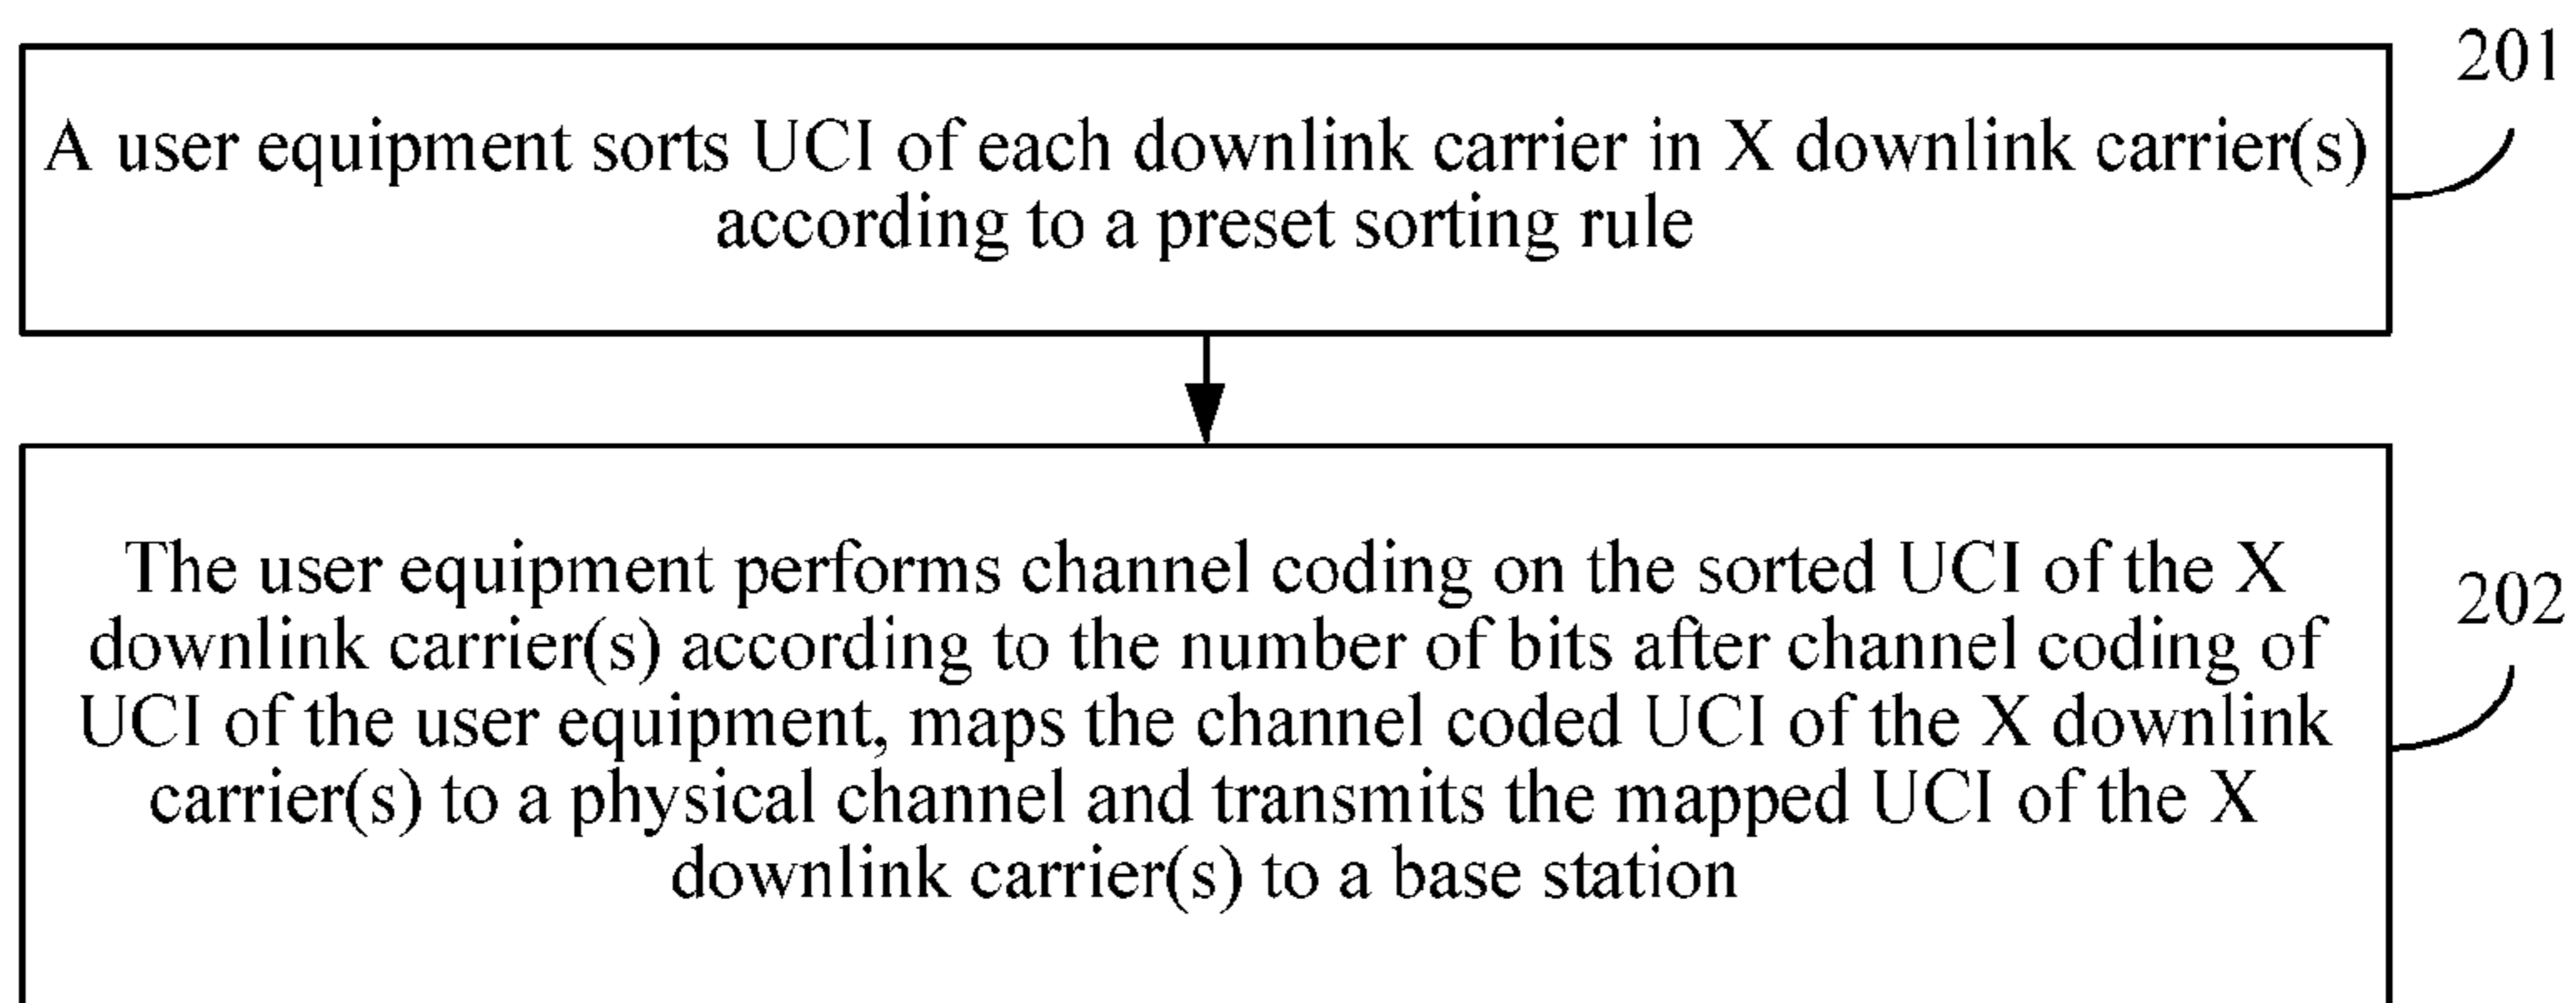 201
A user equipment sorts UCI of each downlink carrier in X downlink carrier(s)
according to a preset sorting rule
The user equipment performs channel coding on the sorted UCI of the X
downlink carrier(s) according to the number of bits after channel coding of
UCI of the user equipment, maps the channel coded UCI of the X downlink
carrier(s) to a physical channel and transmits the mapped UCI of the X
downlink carrier(s) to a base station
202